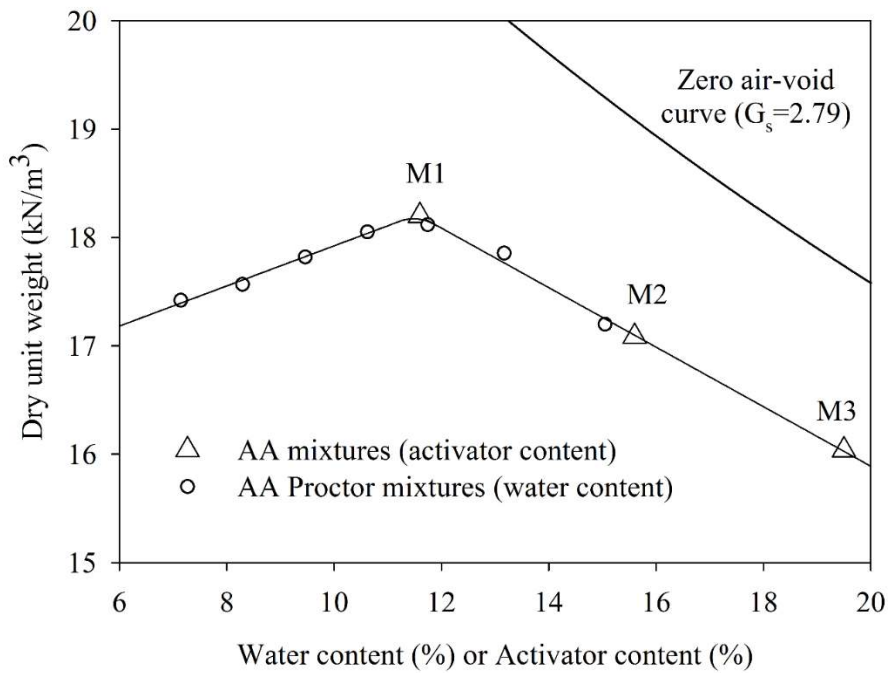 20
19
18
17
16
15
Dry unit weight (kN/m³)
Zero air-void
curve (Gₛ=2.79)
M1
M2
M3
AA mixtures (activator content)
AA Proctor mixtures (water content)
6 8 10 12 14 16 18 20
Water content (%) or Activator content (%)